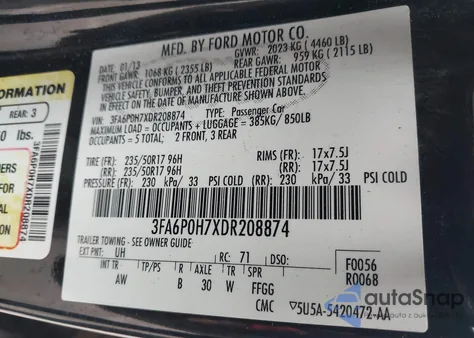 MFD. BY FORD MOTOR CO.
DATE: 01/13 GVWR: 2023 KG (4460 LB)
FRONT GAWR: 1068 KG (2355 LB) REAR GAWR: 959 KG (2115 LB)
THIS VEHICLE CONFORMS TO ALL APPLICABLE FEDERAL MOTOR
VEHICLE SAFETY, BUMPER, AND THEFT PREVENTION STANDARDS
IN EFFECT ON THE DATE OF MANUFACTURE SHOWN ABOVE.
VIN: 3FA6P0H7XDR208874 TYPE: Passenger Car
MAXIMUM LOAD = OCCUPANTS + LUGGAGE = 385KG / 850LB
OCCUPANTS = 5 TOTAL; 2 FRONT, 3 REAR
TIRE (FR): 235/50R17 96H RIMS (FR): 17x7.5J
TIRE (RR): 235/50R17 96H 17x7.5J
PRESSURE (FR): 230 kPa/ 33 PSI COLD (RR): 230 kPa/ 33 PSI COLD
3FA6P0H7XDR208874
TRAILER TOWING - SEE OWNER GUIDE
EXT PNT: UH RC: 71 DSO: F0056
R0068
INT TR TP/PS R AXLE TR SPR
AW B 30 W FFGG
CMC 5U5A-5420472-AA
FORMATION
REAR: 3
lbs.
3FA6P0H7XDR208874
autoSnap